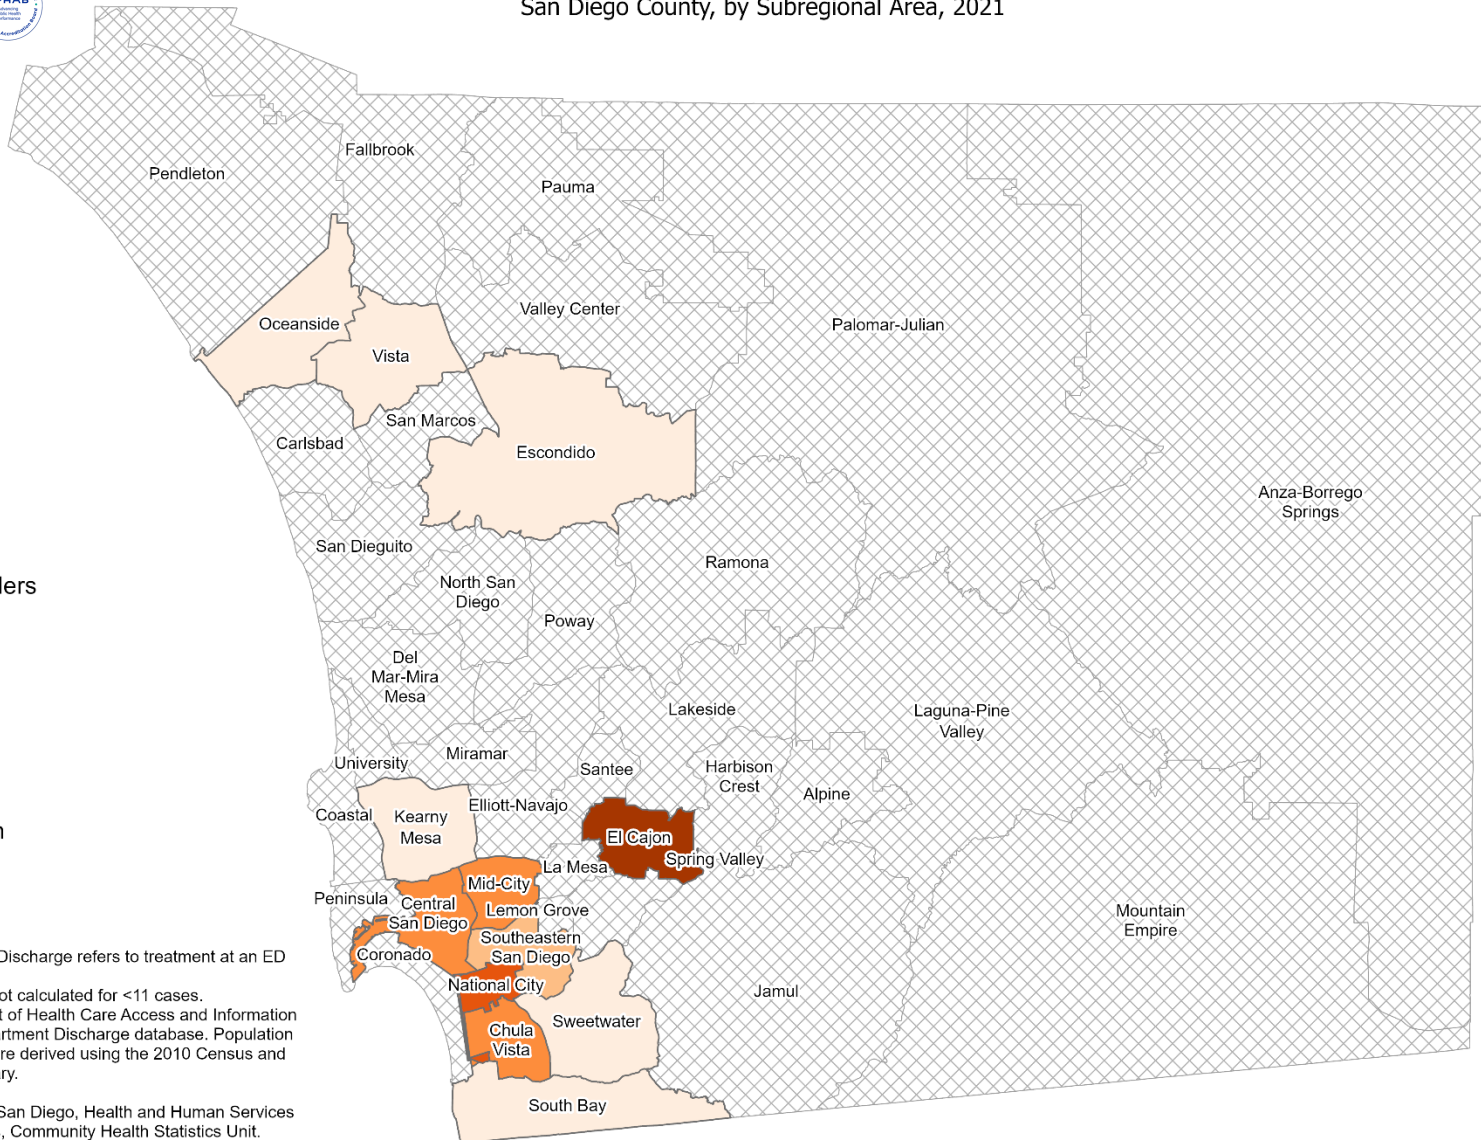 San Diego County, by Subregional Area, 2021
Fallbrook
Pendleton
Pauma
Valley Center
Oceanside
Palomar-Julian
Vista
San Marcos
Carlsbad
Escondido
Anza-Borrego
Springs
San Dieguito
Ramona
North San
Diego
Poway
Del
Mar-Mira
Mesa
Lakeside
Laguna-Pine
Valley
Miramar
University
Santee
Harbison
Crest
Alpine
Elliott-Navajo
Coastal
Kearny
Mesa
El Cajon
Spring Valley
La Mesa
Mid-City
Peninsula
Central
San Diego
Lemon Grove
Mountain
Empire
Southeastern
San Diego
Coronado
National City
Jamul
Sweetwater
Chula
Vista
South Bay
Discharge refers to treatment at an ED
ot calculated for <11 cases.
t of Health Care Access and Information
artment Discharge database. Population
re derived using the 2010 Census and
ry.
San Diego, Health and Human Services
, Community Health Statistics Unit.